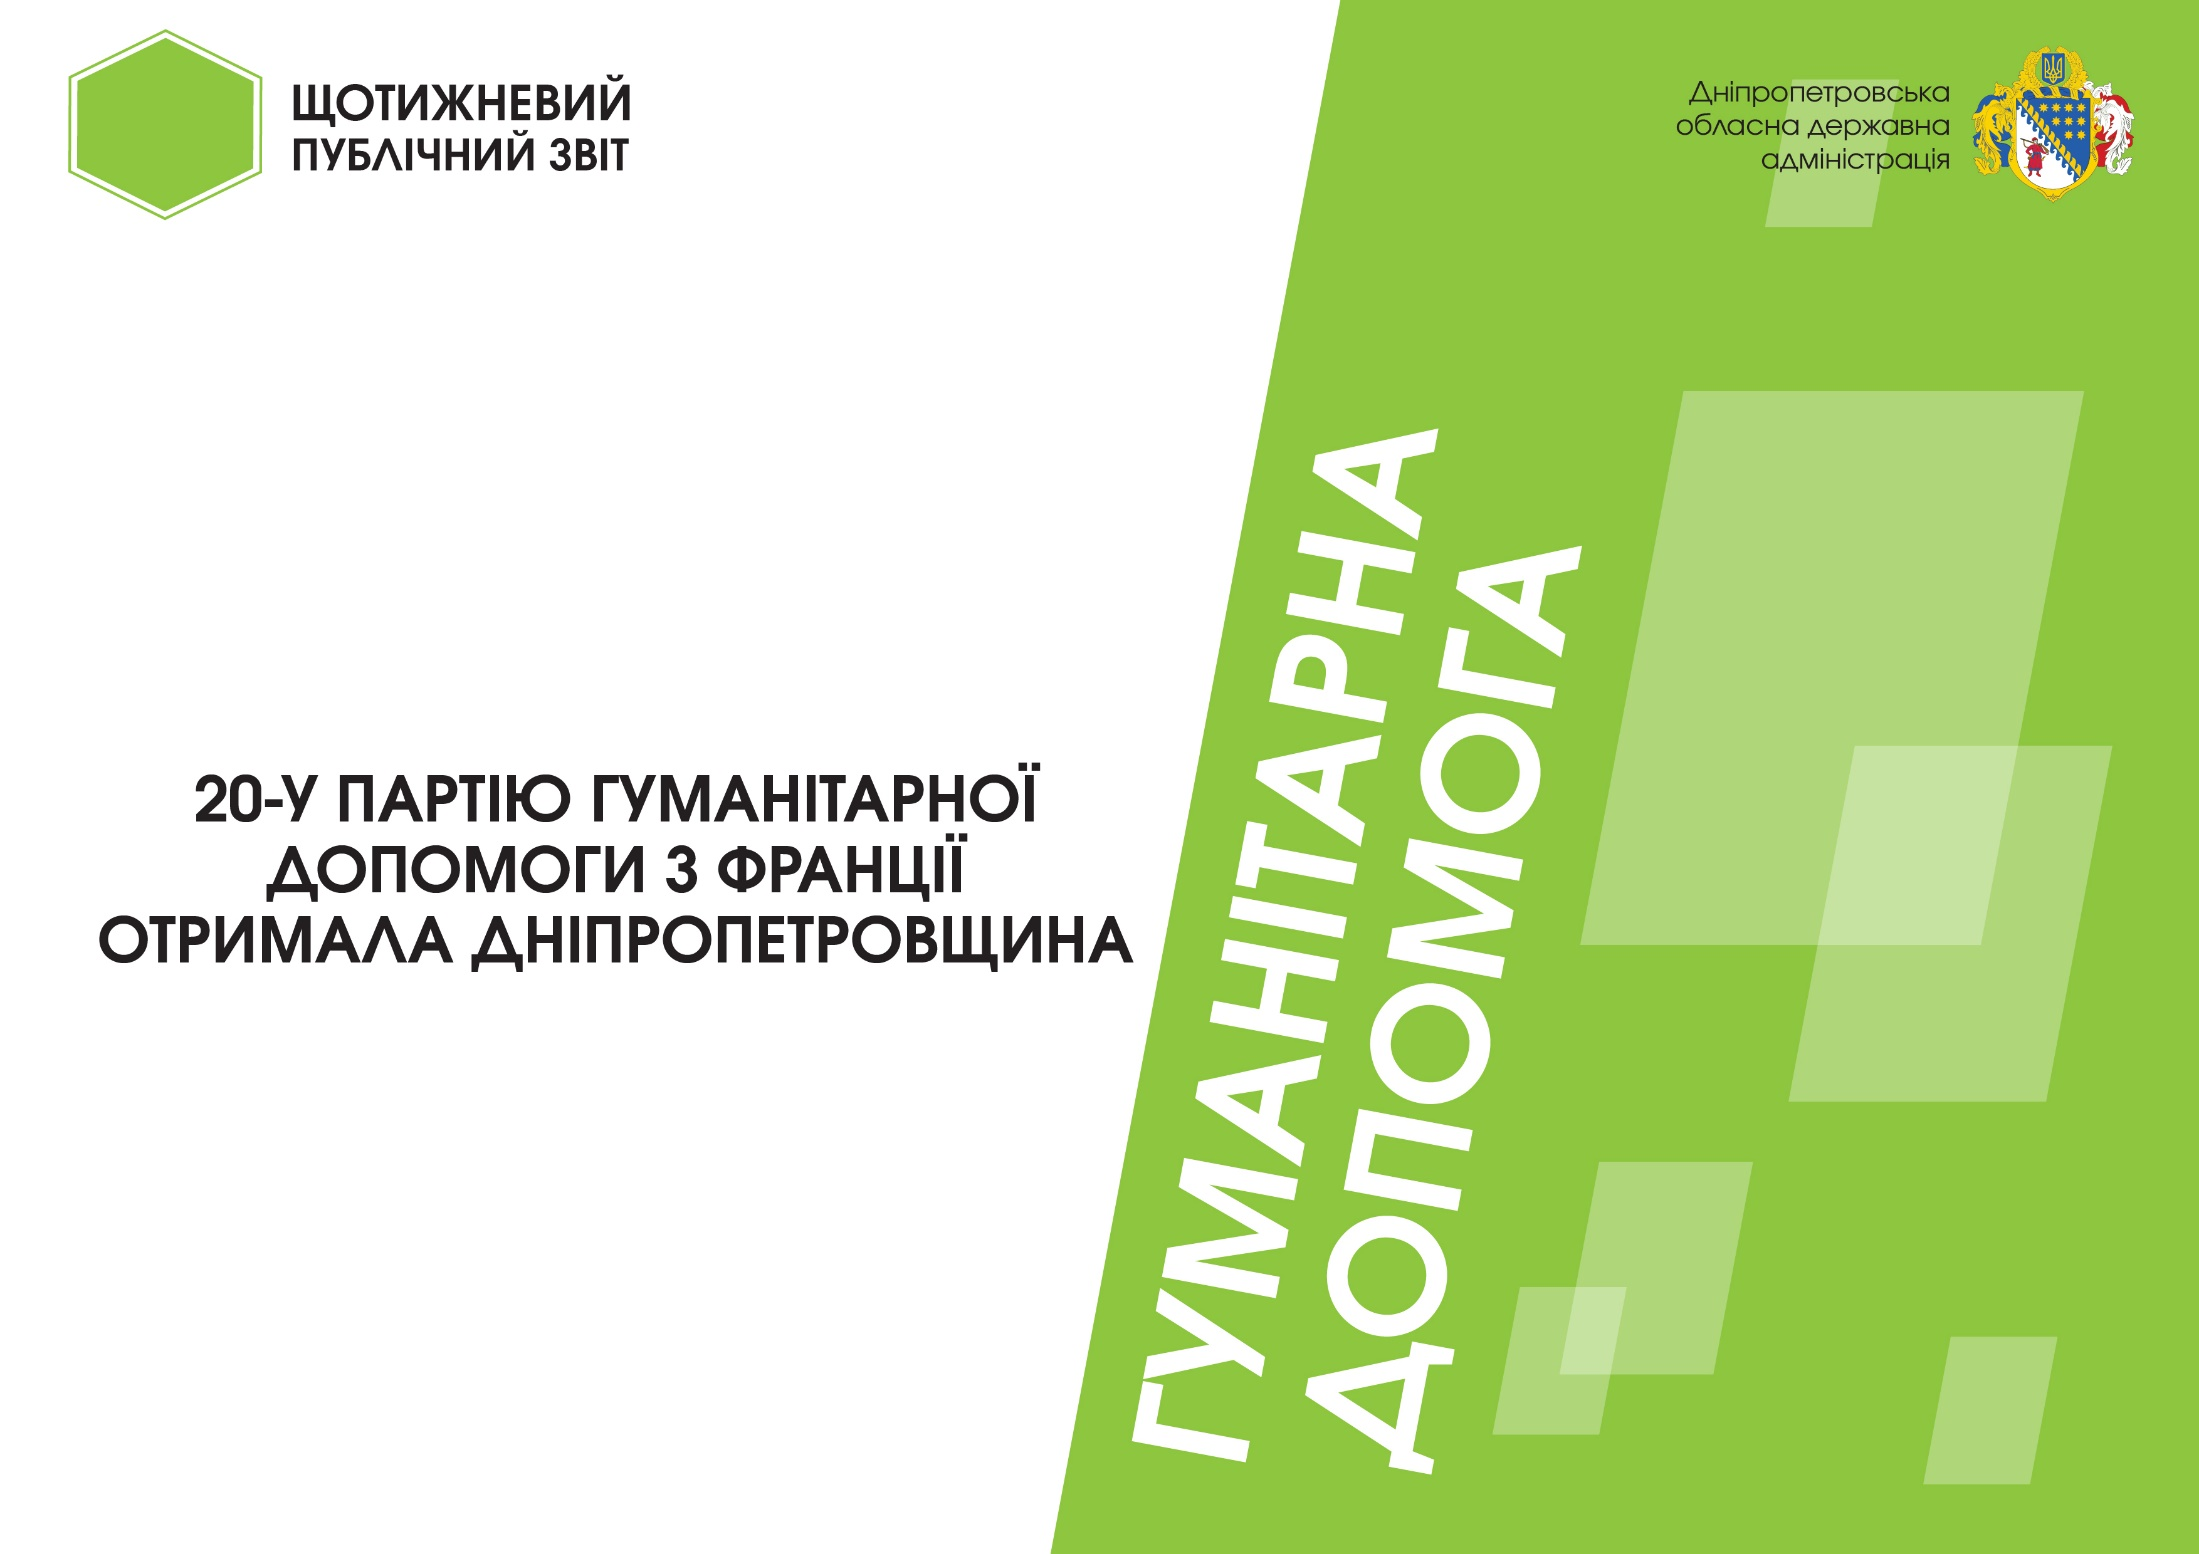 ЩОТИЖНЕВИЙ
ПУБЛІЧНИЙ ЗВІТ
Дніпропетровська
обласна державна
адміністрація
20-У ПАРТІЮ ГУМАНІТАРНОЇ
ДОПОМОГИ З ФРАНЦІЇ
ОТРИМАЛА ДНІПРОПЕТРОВЩИНА
ГУМАНІТАРНА
ДОПОМОГА